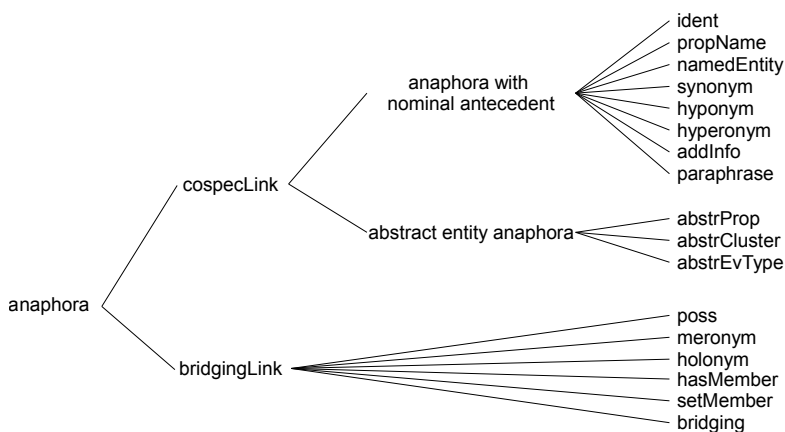 ident
propName
namedEntity
synonym
hyponym
hyperonym
addInfo
paraphrase
anaphora with
nominal antecedent
cospecLink
abstract entity anaphora
abstrProp
abstrCluster
abstrEvType
anaphora
bridgingLink
poss
meronym
holonym
hasMember
setMember
bridging